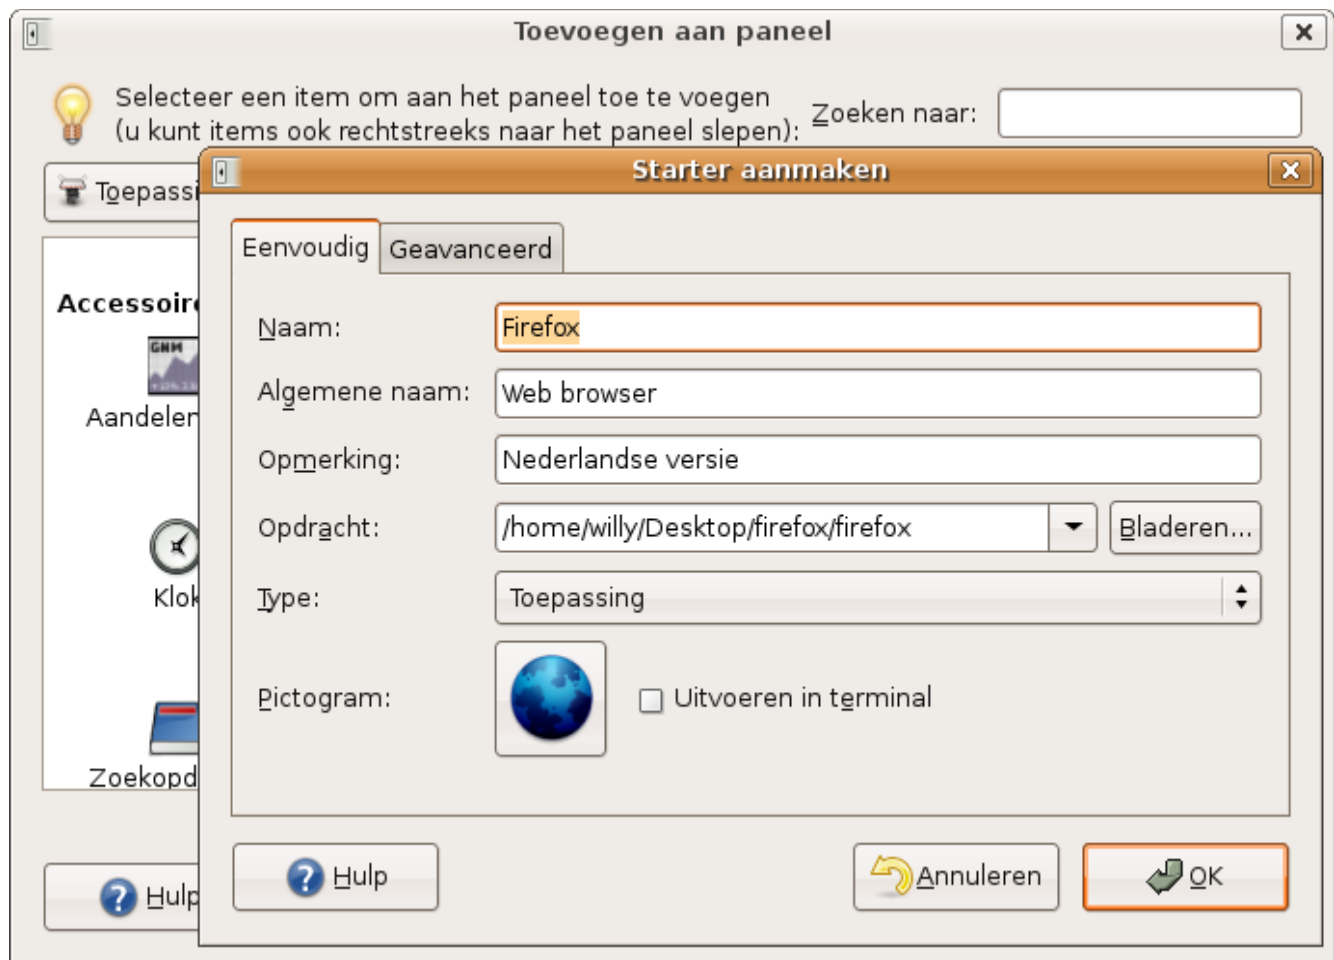 Toevoegen aan paneel
Selecteer een item om aan het paneel toe te voegen
(u kunt items ook rechtstreeks naar het paneel slepen):
Zoeken naar:
Starter aanmaken
Eenvoudig
Geavanceerd
Accessoir
Naam:
Firefox
Algemene naam:
Web browser
Opmerking:
Nederlandse versie
Opdracht:
/home/willy/Desktop/firefox/firefox
Bladeren...
Type:
Toepassing
Pictogram:
Uitvoeren in terminal
GNM
Klok
Hulp
Hulp
Annuleren
OK